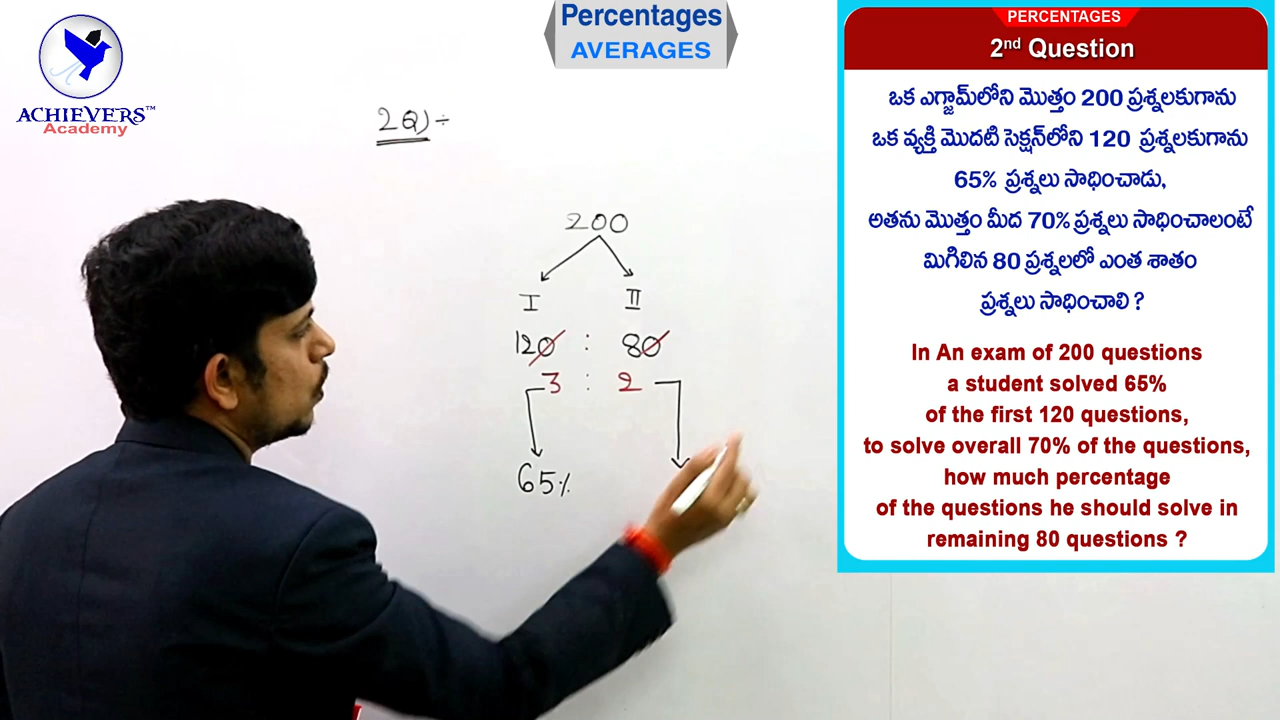 ACHIEVERS™
Academy
Percentages
AVERAGES
2Q) ÷
200
I II
120 : 80
3 : 2
65%
PERCENTAGES
2nd Question
ఒక ఎగ్జామ్‌లోని మొత్తం 200 ప్రశ్నలకుగాను
ఒక వ్యక్తి మొదటి సెక్షన్‌లోని 120 ప్రశ్నలకుగాను
65% ప్రశ్నలు సాధించాడు,
అతను మొత్తం మీద 70% ప్రశ్నలు సాధించాలంటే
మిగిలిన 80 ప్రశ్నలలో ఎంత శాతం
ప్రశ్నలు సాధించాలి ?
In An exam of 200 questions
a student solved 65%
of the first 120 questions,
to solve overall 70% of the questions,
how much percentage
of the questions he should solve in
remaining 80 questions ?